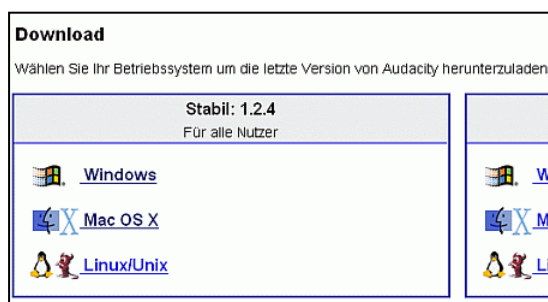 Download
Wählen Sie Ihr Betriebssystem um die letzte Version von Audacity herunterzuladen
Stabil: 1.2.4
Für alle Nutzer
Windows
Mac OS X
Linux/Unix